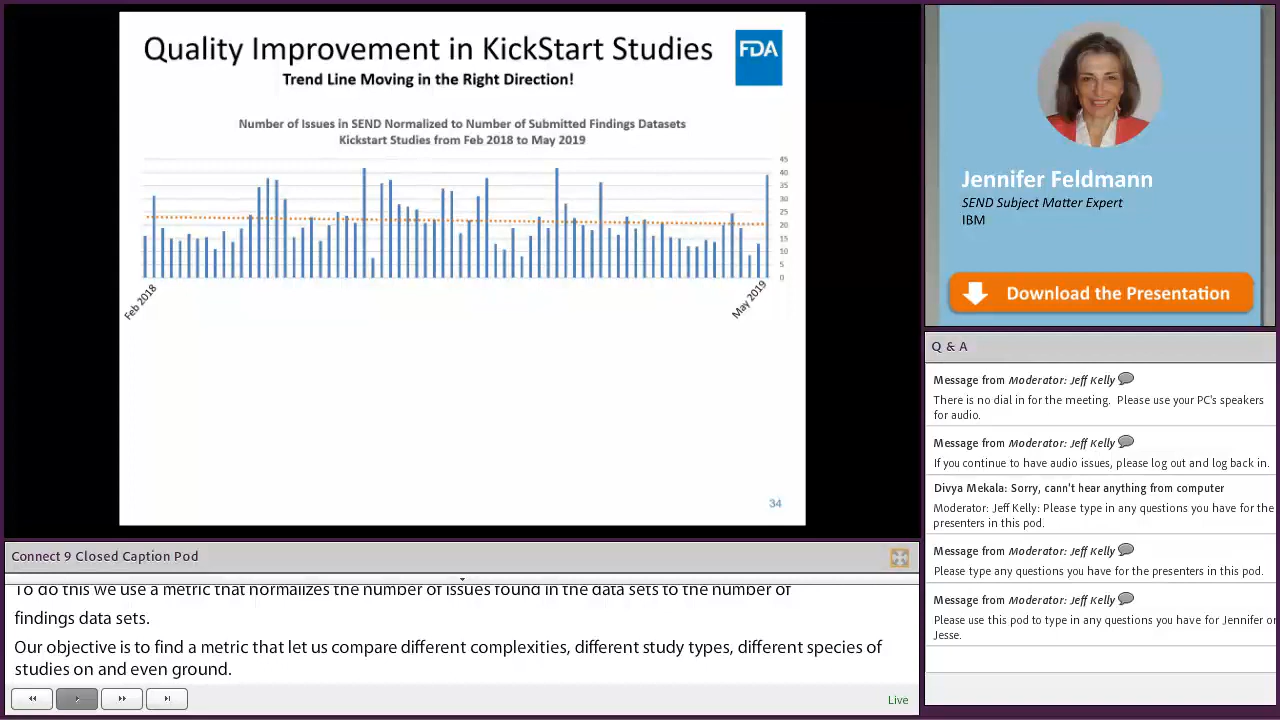 Quality Improvement in KickStart Studies
FDA
Trend Line Moving in the Right Direction!
Number of Issues in SEND Normalized to Number of Submitted Findings Datasets
Kickstart Studies from Feb 2018 to May 2019
45
40
35
30
25
20
15
10
5
0
Feb 2018
May 2019
34
Jennifer Feldmann
SEND Subject Matter Expert
IBM
Download the Presentation
Q & A
Message from Moderator: Jeff Kelly
There is no dial in for the meeting.  Please use your PC's speakers
for audio.
Message from Moderator: Jeff Kelly
If you continue to have audio issues, please log out and log back in.
Divya Mekala: Sorry, cann't hear anything from computer
Moderator: Jeff Kelly: Please type in any questions you have for the
presenters in this pod.
Message from Moderator: Jeff Kelly
Please type any questions you have for the presenters in this pod.
Message from Moderator: Jeff Kelly
Please use this pod to type in any questions you have for Jennifer or
Jesse.
Connect 9 Closed Caption Pod
To do this we use a metric that normalizes the number of issues found in the data sets to the number of
findings data sets.
Our objective is to find a metric that let us compare different complexities, different study types, different species of
studies on and even ground.
Live